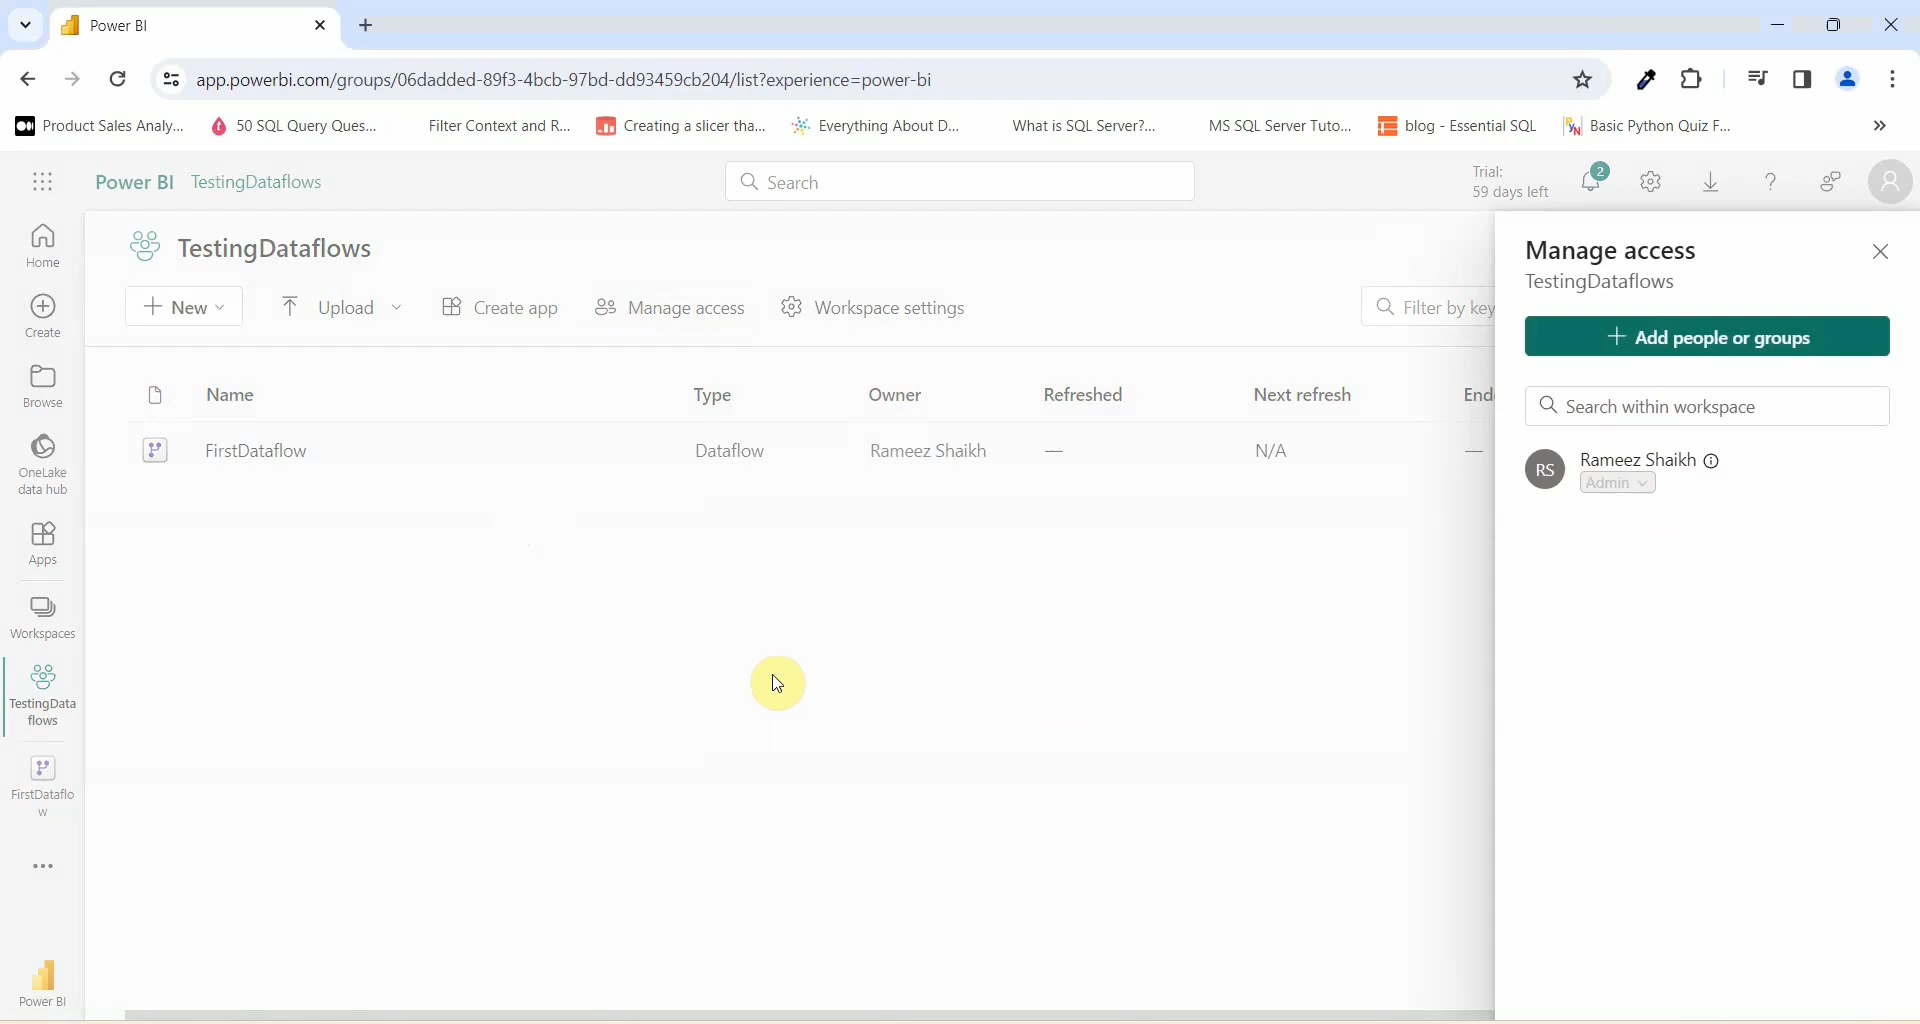 Power BI
app.powerbi.com/groups/06dadded-89f3-4bcb-97bd-dd93459cb204/list?experience=power-bi
Product Sales Analy...
50 SQL Query Ques...
Filter Context and R...
Creating a slicer tha...
Everything About D...
What is SQL Server?...
MS SQL Server Tuto...
blog - Essential SQL
Basic Python Quiz F...
Power BI TestingDataflows
Search
Trial:
59 days left
2
Home
Create
Browse
OneLake
data hub
Apps
Workspaces
TestingData
flows
FirstDataflo
w
Power BI
TestingDataflows
New
Upload
Create app
Manage access
Workspace settings
Filter by key
Name Type Owner Refreshed Next refresh End
FirstDataflow Dataflow Rameez Shaikh — N/A —
Manage access
TestingDataflows
Add people or groups
Search within workspace
RS
Rameez Shaikh
Admin